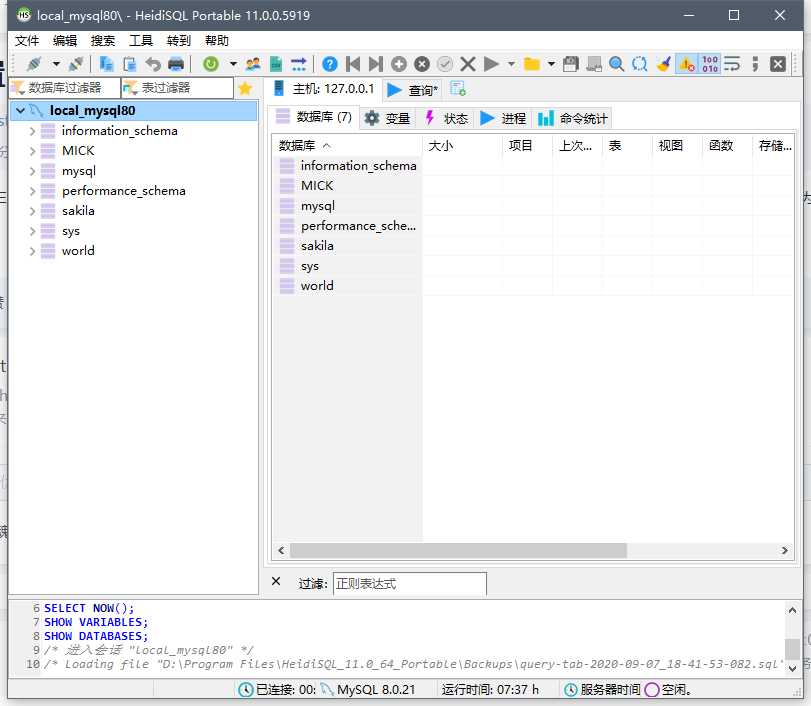 local_mysql80\ - HeidiSQL Portable 11.0.0.5919
文件 编辑 搜索 工具 转到 帮助
数据库过滤器 表过滤器
主机: 127.0.0.1 查询*
local_mysql80
information_schema
MICK
mysql
performance_schema
sakila
sys
world
数据库 (7) 变量 状态 进程 命令统计
数据库 大小 项目 上次... 表 视图 函数 存储...
information_schema
MICK
mysql
performance_sche...
sakila
sys
world
过滤: 正则表达式
6 SELECT NOW();
7 SHOW VARIABLES;
8 SHOW DATABASES;
9 /* 进入会话 "local_mysql80" */
10 /* Loading file "D:\Program Files\HeidiSQL_11.0_64_Portable\Backups\query-tab-2020-09-07_18-41-53-082.sql"
已连接: 00: MySQL 8.0.21 运行时间: 07:37 h 服务器时间 空闲。